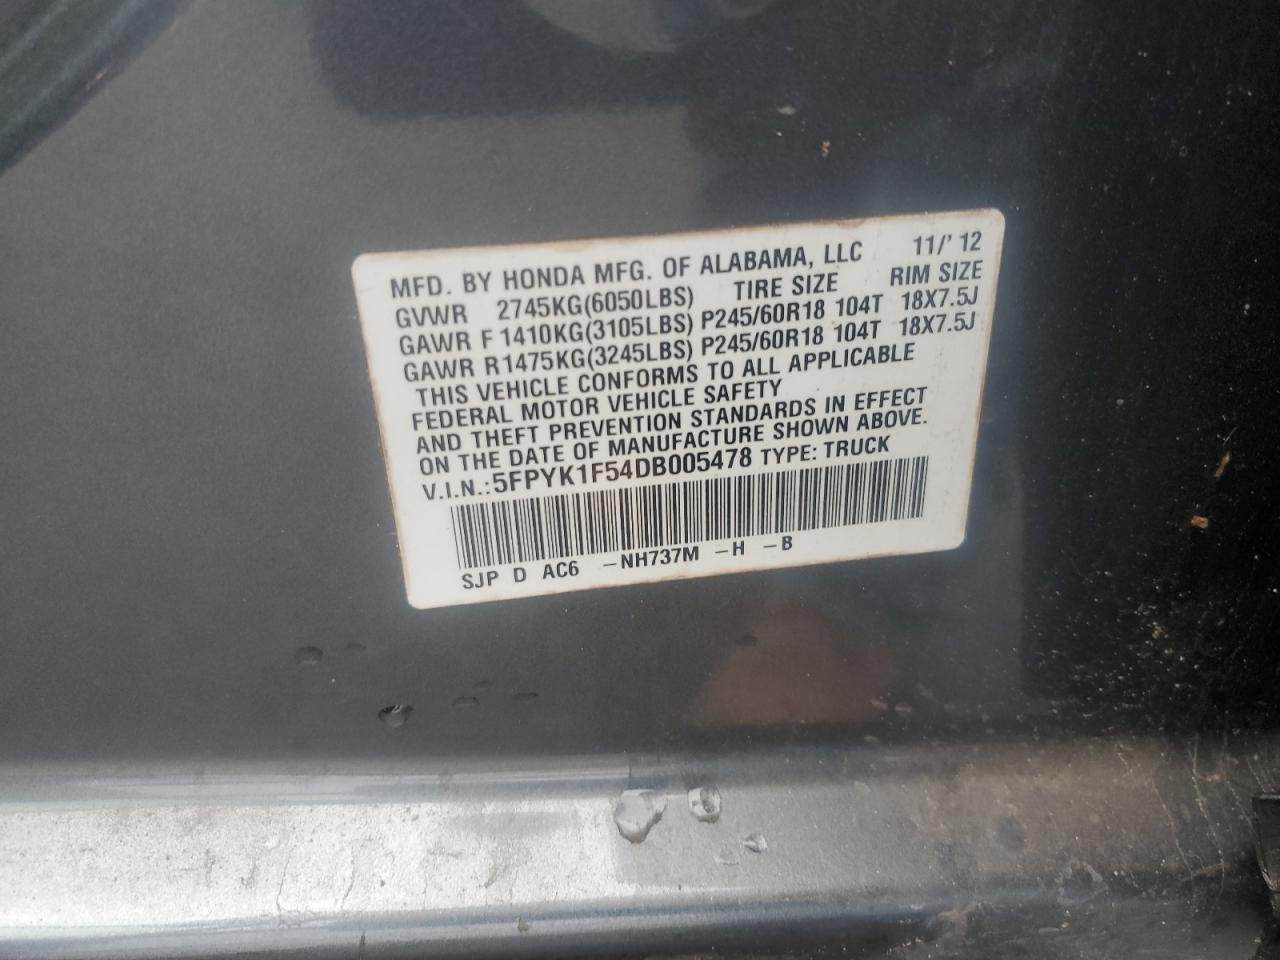 MFD. BY HONDA MFG. OF ALABAMA, LLC 11/' 12
GVWR 2745KG(6050LBS) TIRE SIZE RIM SIZE
GAWR F 1410KG(3105LBS) P245/60R18 104T 18X7.5J
GAWR R1475KG(3245LBS) P245/60R18 104T 18X7.5J
THIS VEHICLE CONFORMS TO ALL APPLICABLE
FEDERAL MOTOR VEHICLE SAFETY
AND THEFT PREVENTION STANDARDS IN EFFECT
ON THE DATE OF MANUFACTURE SHOWN ABOVE.
V.I.N.:5FPYK1F54DB005478 TYPE: TRUCK
SJP D AC6 -NH737M -H -B